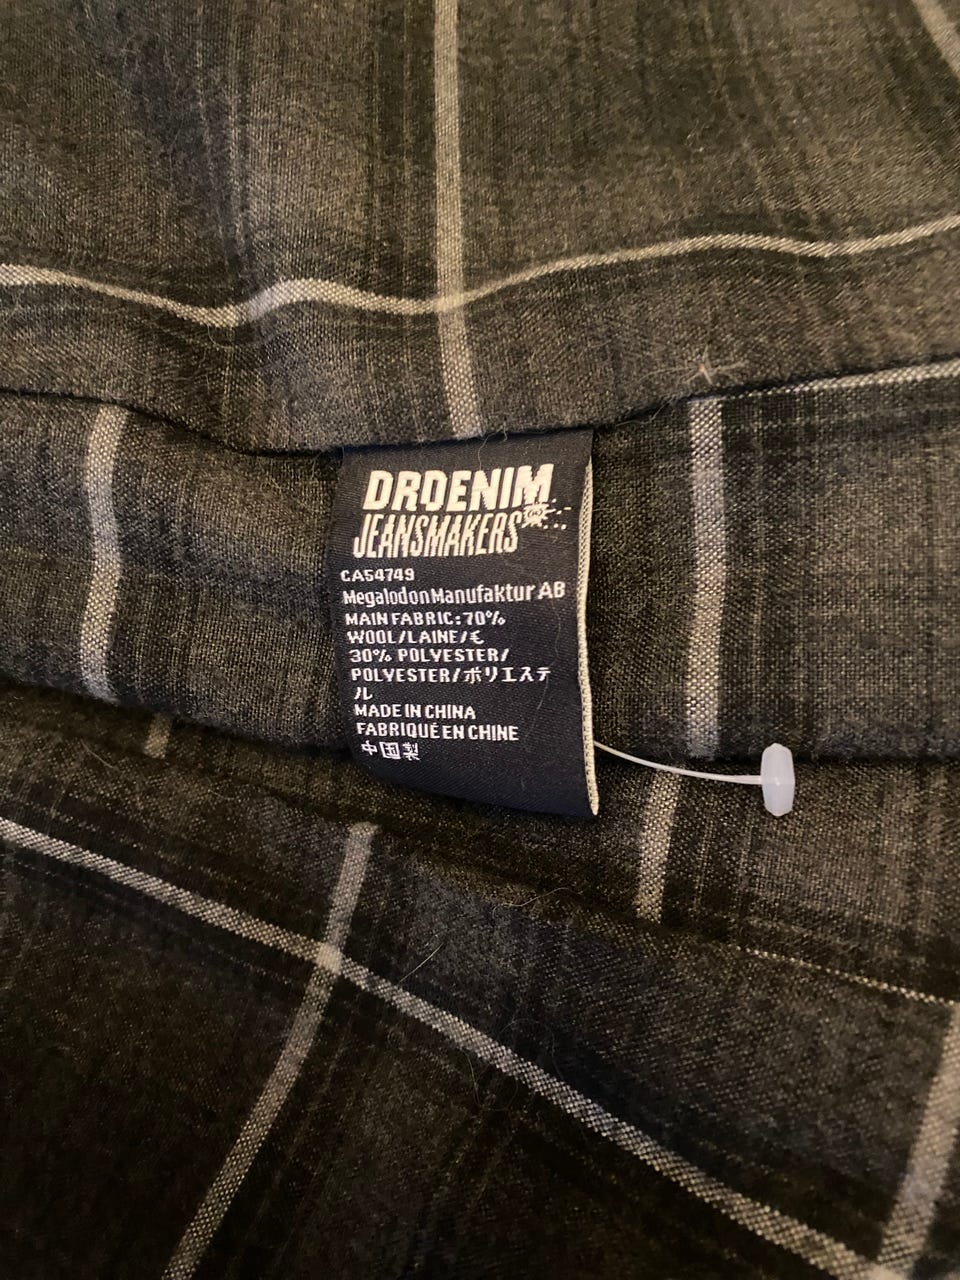 DRDENIM
JEANSMAKERS
CA54749
Megalodon Manufaktur AB
MAIN FABRIC:70%
WOOL/LAINE/€
30% POLYESTER/
POLYESTER/ポリエステ
ル
MADE IN CHINA
FABRIQUÉ EN CHINE
中国製